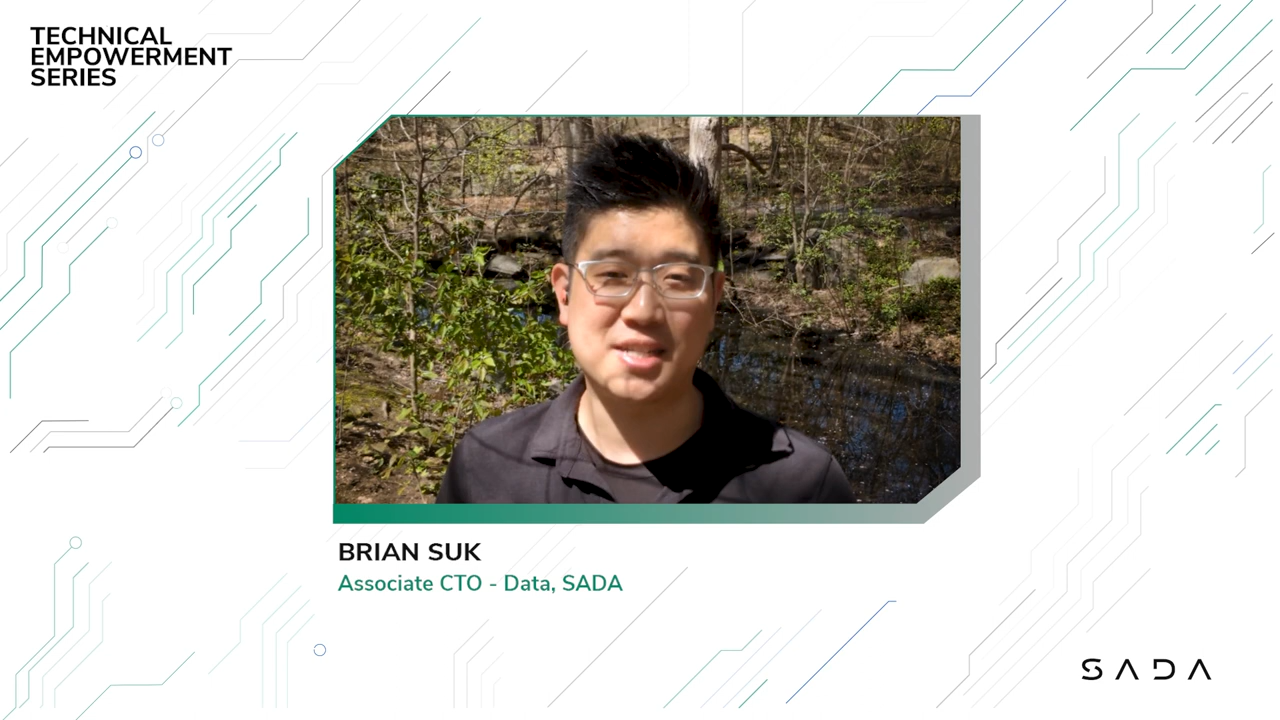 TECHNICAL
EMPOWERMENT
SERIES
BRIAN SUK
Associate CTO - Data, SADA
SADA